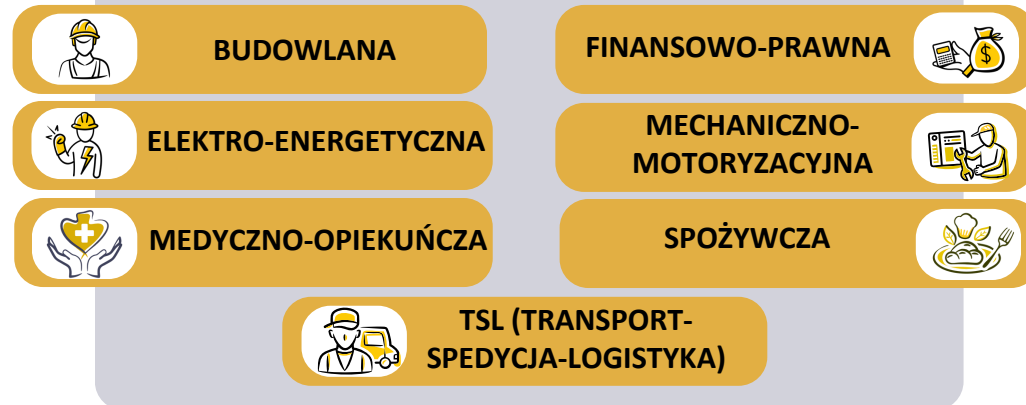 BUDOWLANA
FINANSOWO-PRAWNA
ELEKTRO-ENERGETYCZNA
MECHANICZNO-
MOTORYZACYJNA
MEDYCZNO-OPIEKUŃCZA
SPOŻYWCZA
TSL (TRANSPORT-
SPEDYCJA-LOGISTYKA)